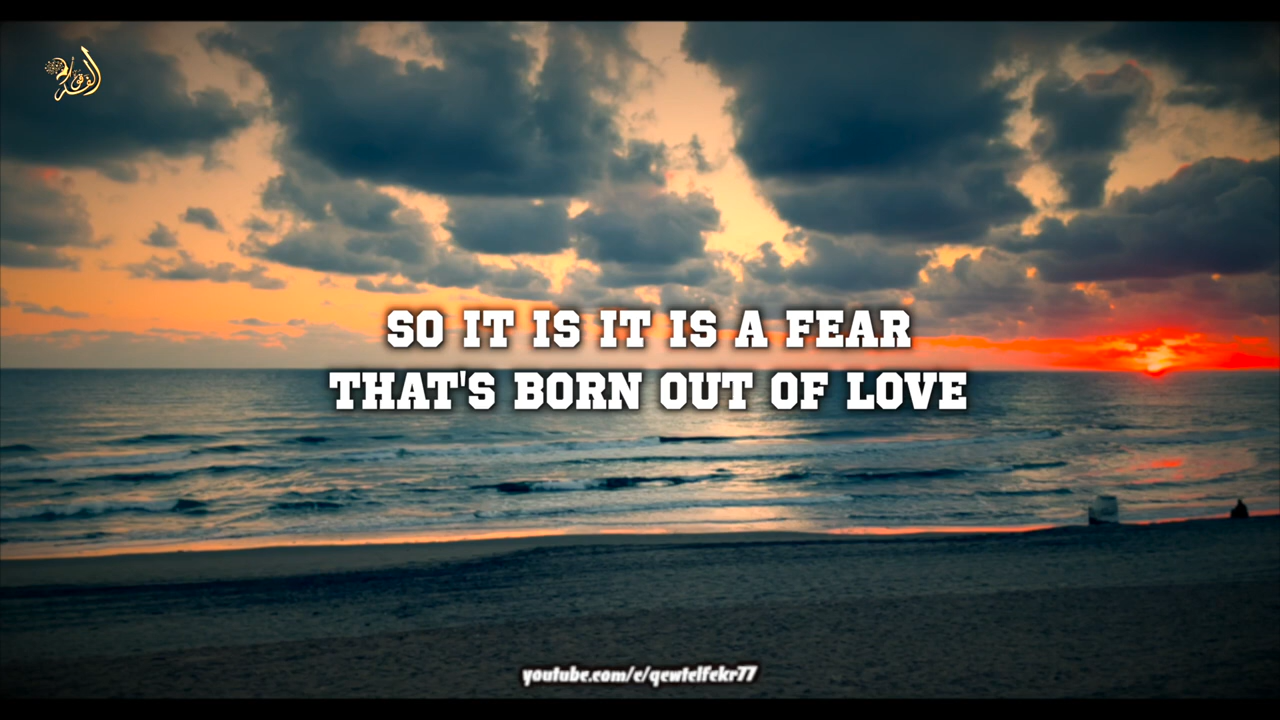 SO IT IS IT IS A FEAR
THAT'S BORN OUT OF LOVE
youtube.com/c/qewtelfekr77